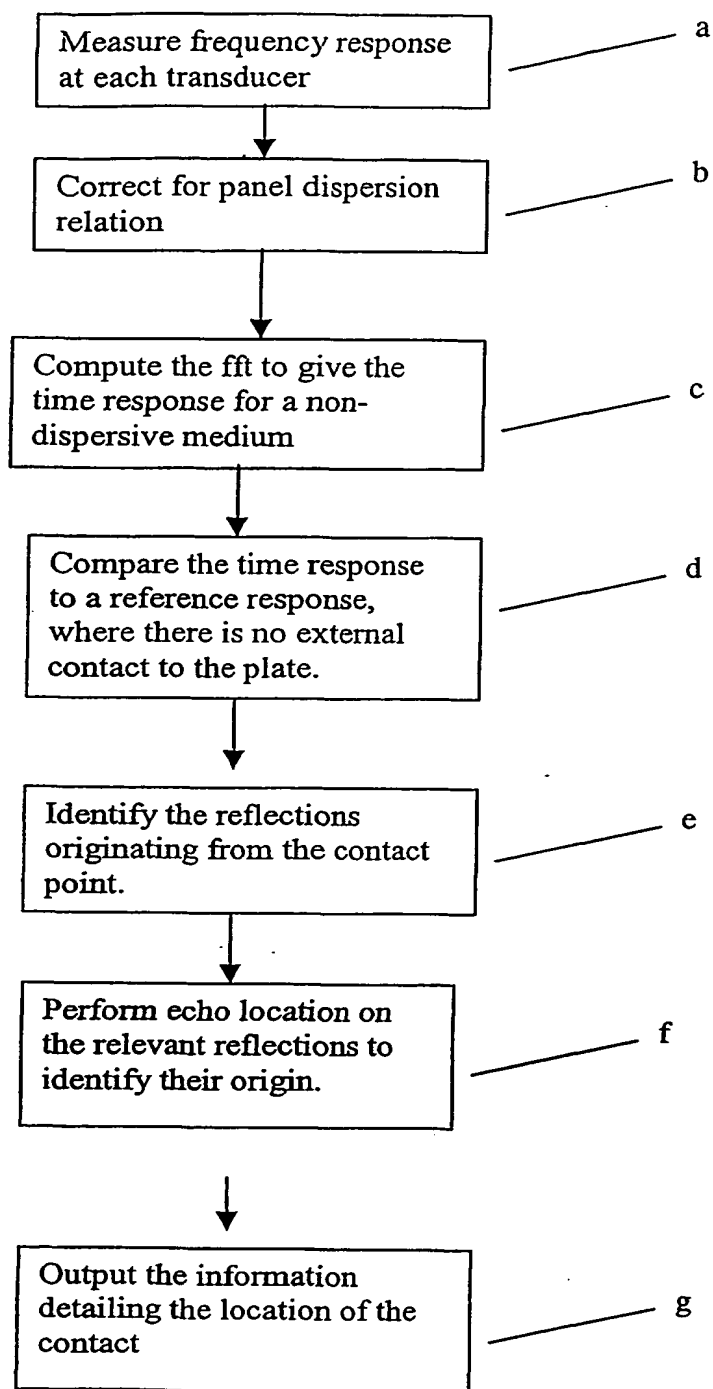 Measure frequency response
at each transducer
a
Correct for panel dispersion
relation
b
Compute the fft to give the
time response for a non-
dispersive medium
c
Compare the time response
to a reference response,
where there is no external
contact to the plate.
d
Identify the reflections
originating from the contact
point.
e
Perform echo location on
the relevant reflections to
identify their origin.
f
Output the information
detailing the location of the
contact
g